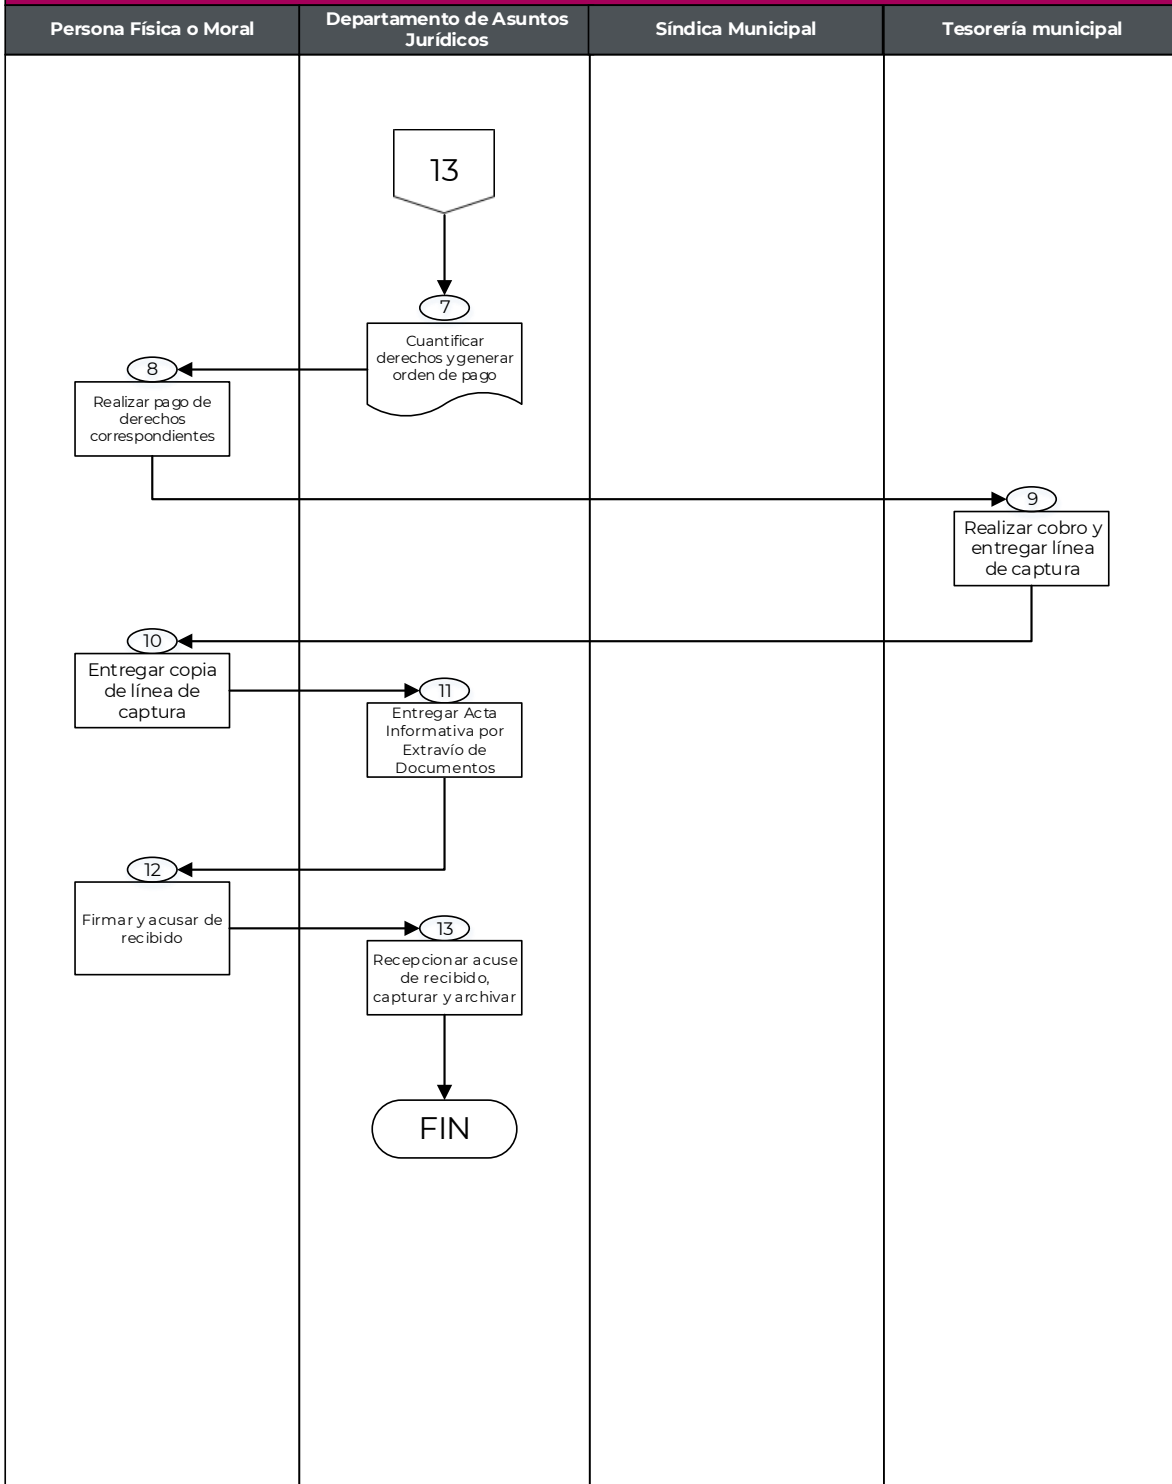 Persona Física o Moral
Departamento de Asuntos
Jurídicos
Síndica Municipal
Tesorería municipal
13
7
Cuantificar
derechos y generar
orden de pago
8
Realizar pago de
derechos
correspondientes
9
Realizar cobro y
entregar línea
de captura
10
Entregar copia
de línea de
captura
11
Entregar Acta
Informativa por
Extravío de
Documentos
12
Firmar y acusar de
recibido
13
Recepcionar acuse
de recibido,
capturar y archivar
FIN